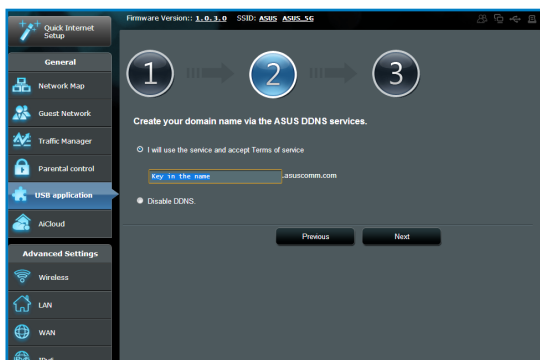 Quick Internet
Setup
Firmware Version:: 1.0.3.0 SSID: ASUS ASUS_5G
General
Network Map
Guest Network
Traffic Manager
Parental control
USB application
AiCloud
Advanced Settings
Wireless
LAN
WAN
IPv6
1
2
3
Create your domain name via the ASUS DDNS services.
I will use the service and accept Terms of service
Key in the name .asuscomm.com
Disable DDNS.
Previous Next